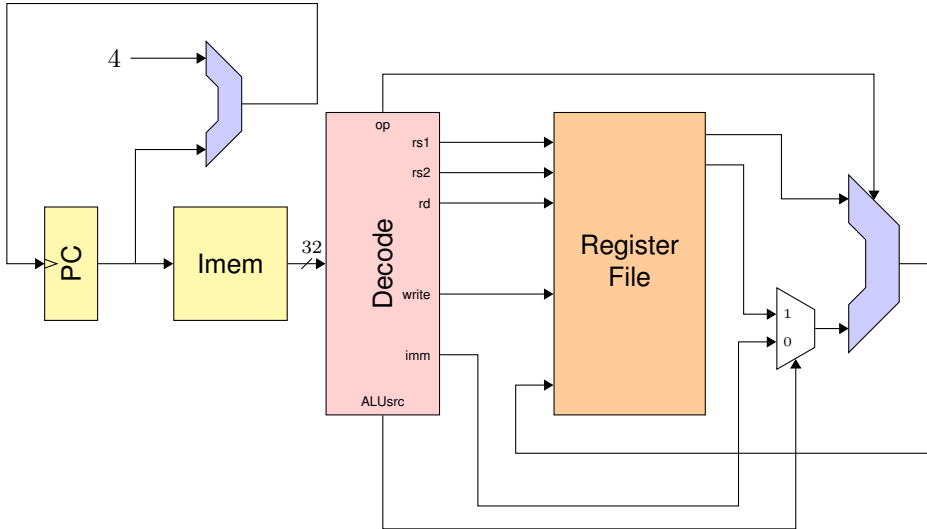 4
op
rs1
rs2
rd
write
imm
ALUsrc
Decode
PC
Imem
32
Register
File
1
0